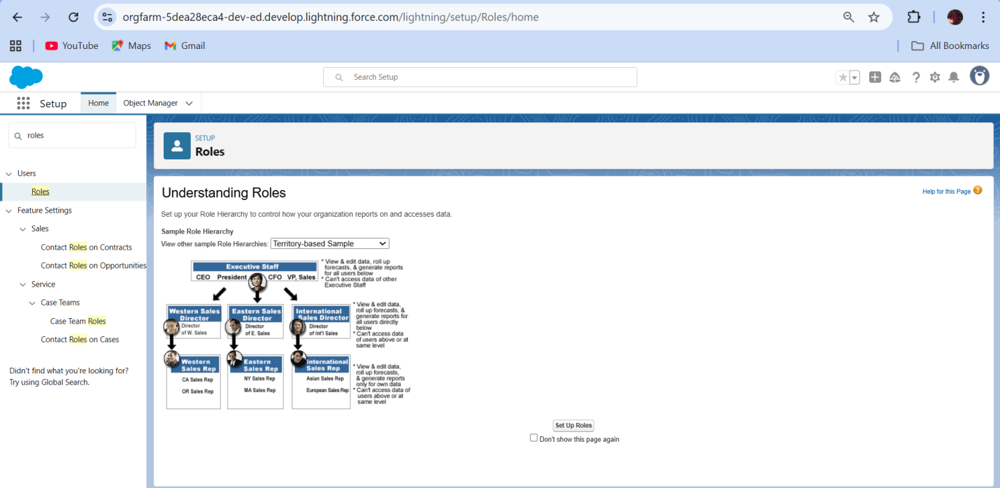 orgfarm-5dea28eca4-dev-ed.develop.lightning.force.com/lightning/setup/Roles/home
YouTube
Maps
Gmail
All Bookmarks
Search Setup
Setup
Home
Object Manager
roles
Users
Roles
Feature Settings
Sales
Contact Roles on Contracts
Contact Roles on Opportunities
Service
Case Teams
Case Team Roles
Contact Roles on Cases
Didn't find what you're looking for?
Try using Global Search.
SETUP
Roles
Understanding Roles
Help for this Page ?
Set up your Role Hierarchy to control how your organization reports on and accesses data.
Sample Role Hierarchy
View other sample Role Hierarchies: Territory-based Sample
Executive Staff
CEO President CFO VP, Sales
* View & edit data, roll up
forecasts, & generate reports
for all users below
* Can't access data of other
Executive Staff
Western Sales
Director
Director
of W. Sales
Eastern Sales
Director
Director
of E. Sales
International
Sales Director
Director
of Int'l Sales
* View & edit data,
roll up forecasts, &
generate reports for
all users directly
below
* Can't access data
of users above or at
same level
Western
Sales Rep
CA Sales Rep
OR Sales Rep
Eastern
Sales Rep
NY Sales Rep
MA Sales Rep
International
Sales Rep
Asian Sales Rep
European Sales Rep
* View & edit data,
roll up forecasts,
& generate reports
only for own data
* Can't access data of
users above or at
same level
Set Up Roles
Don't show this page again